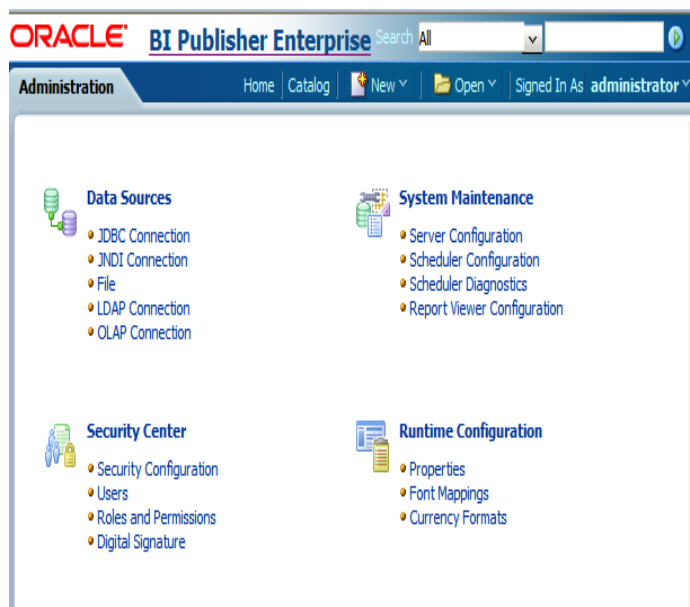 ORACLE BI Publisher Enterprise Search All
Administration Home Catalog New Open Signed In As administrator
Data Sources
JDBC Connection
JNDI Connection
File
LDAP Connection
OLAP Connection
System Maintenance
Server Configuration
Scheduler Configuration
Scheduler Diagnostics
Report Viewer Configuration
Security Center
Security Configuration
Users
Roles and Permissions
Digital Signature
Runtime Configuration
Properties
Font Mappings
Currency Formats